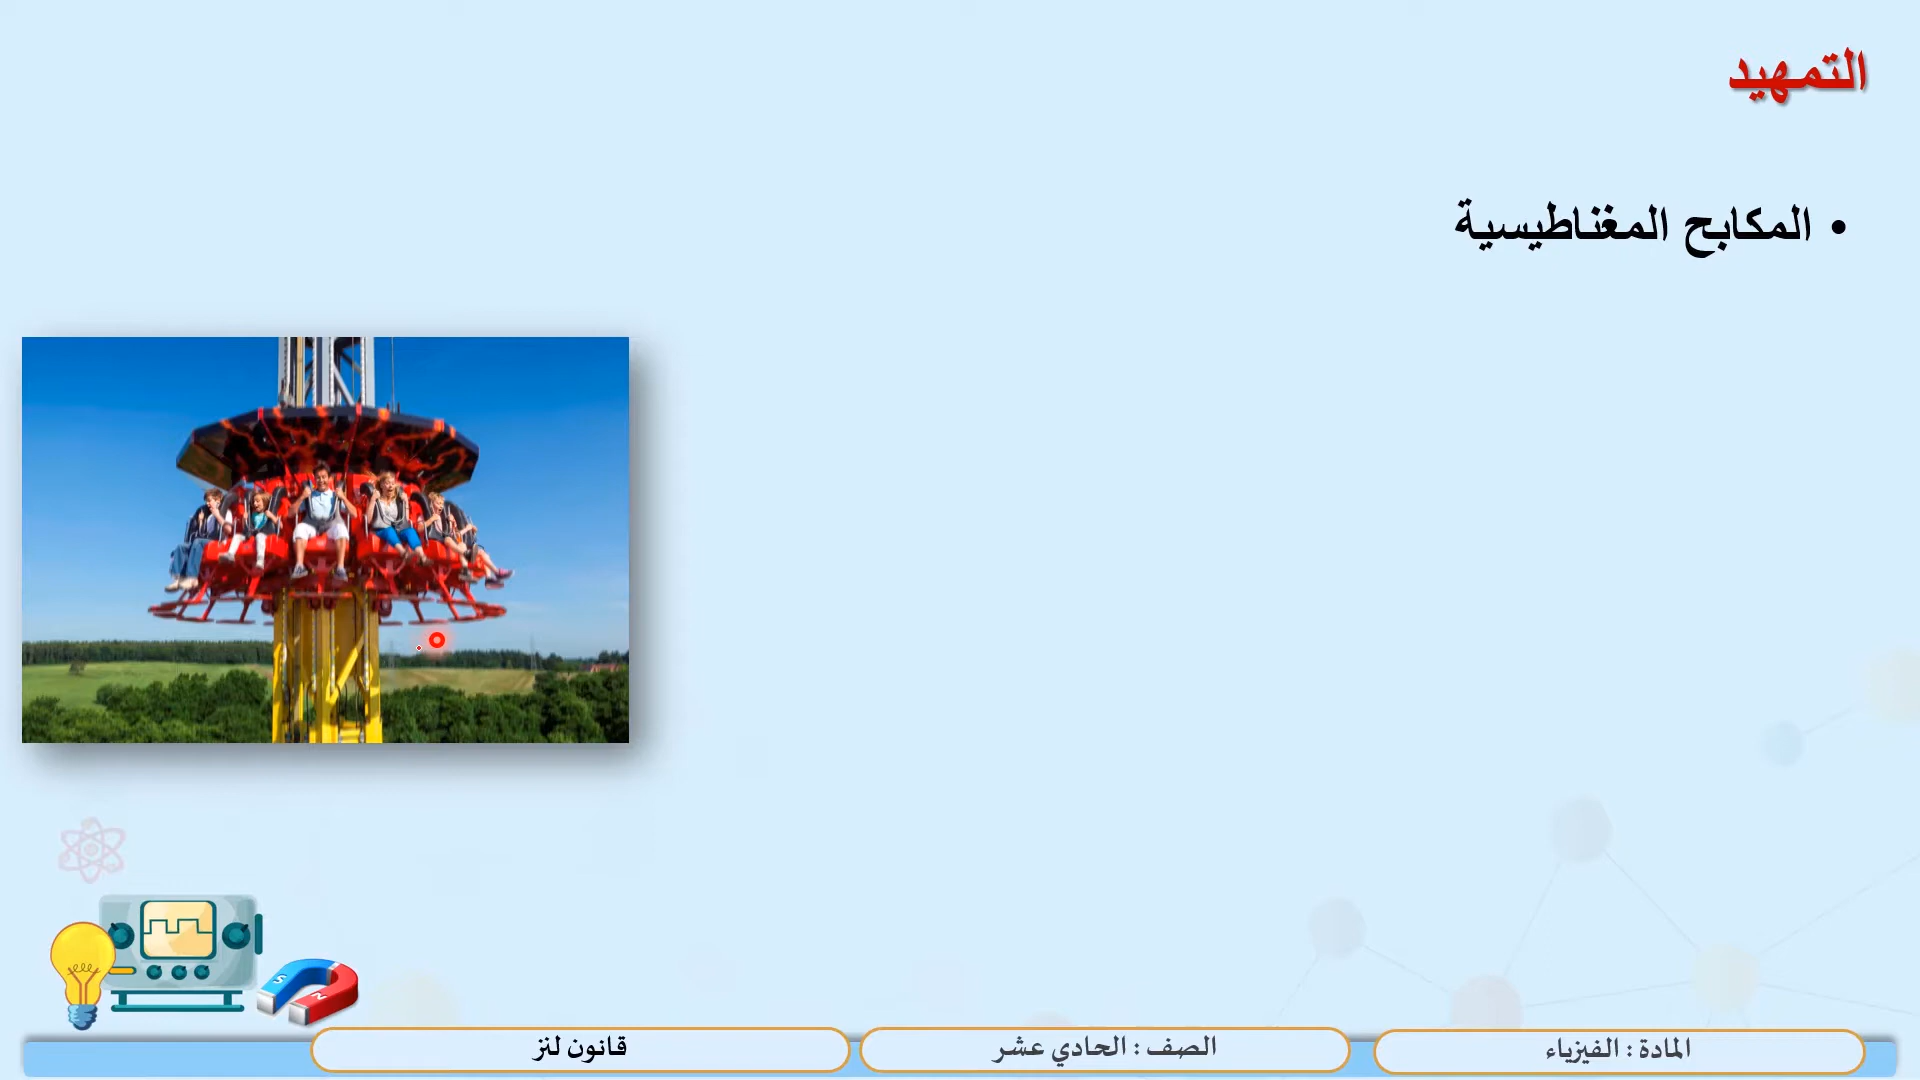 التمهيد
• المكابح المغناطيسية
S
N
المادة : الفيزياء
الصف : الحادي عشر
قانون لنز